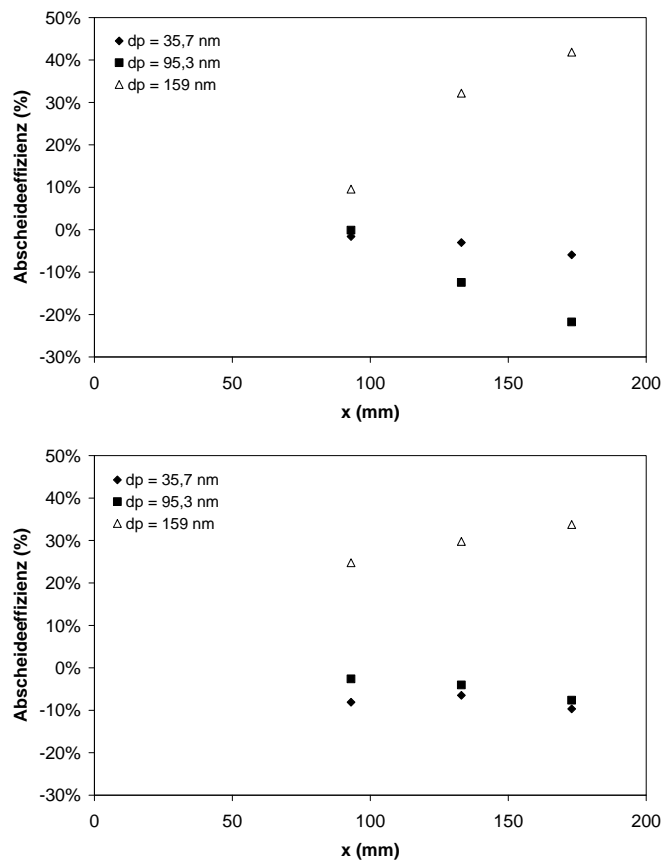 50%
40%
30%
20%
10%
0%
-10%
-20%
-30%
Abscheideeffizienz (%)
dp = 35,7 nm
dp = 95,3 nm
dp = 159 nm
0
50
100
150
200
x (mm)
50%
40%
30%
20%
10%
0%
-10%
-20%
-30%
Abscheideeffizienz (%)
dp = 35,7 nm
dp = 95,3 nm
dp = 159 nm
0
50
100
150
200
x (mm)